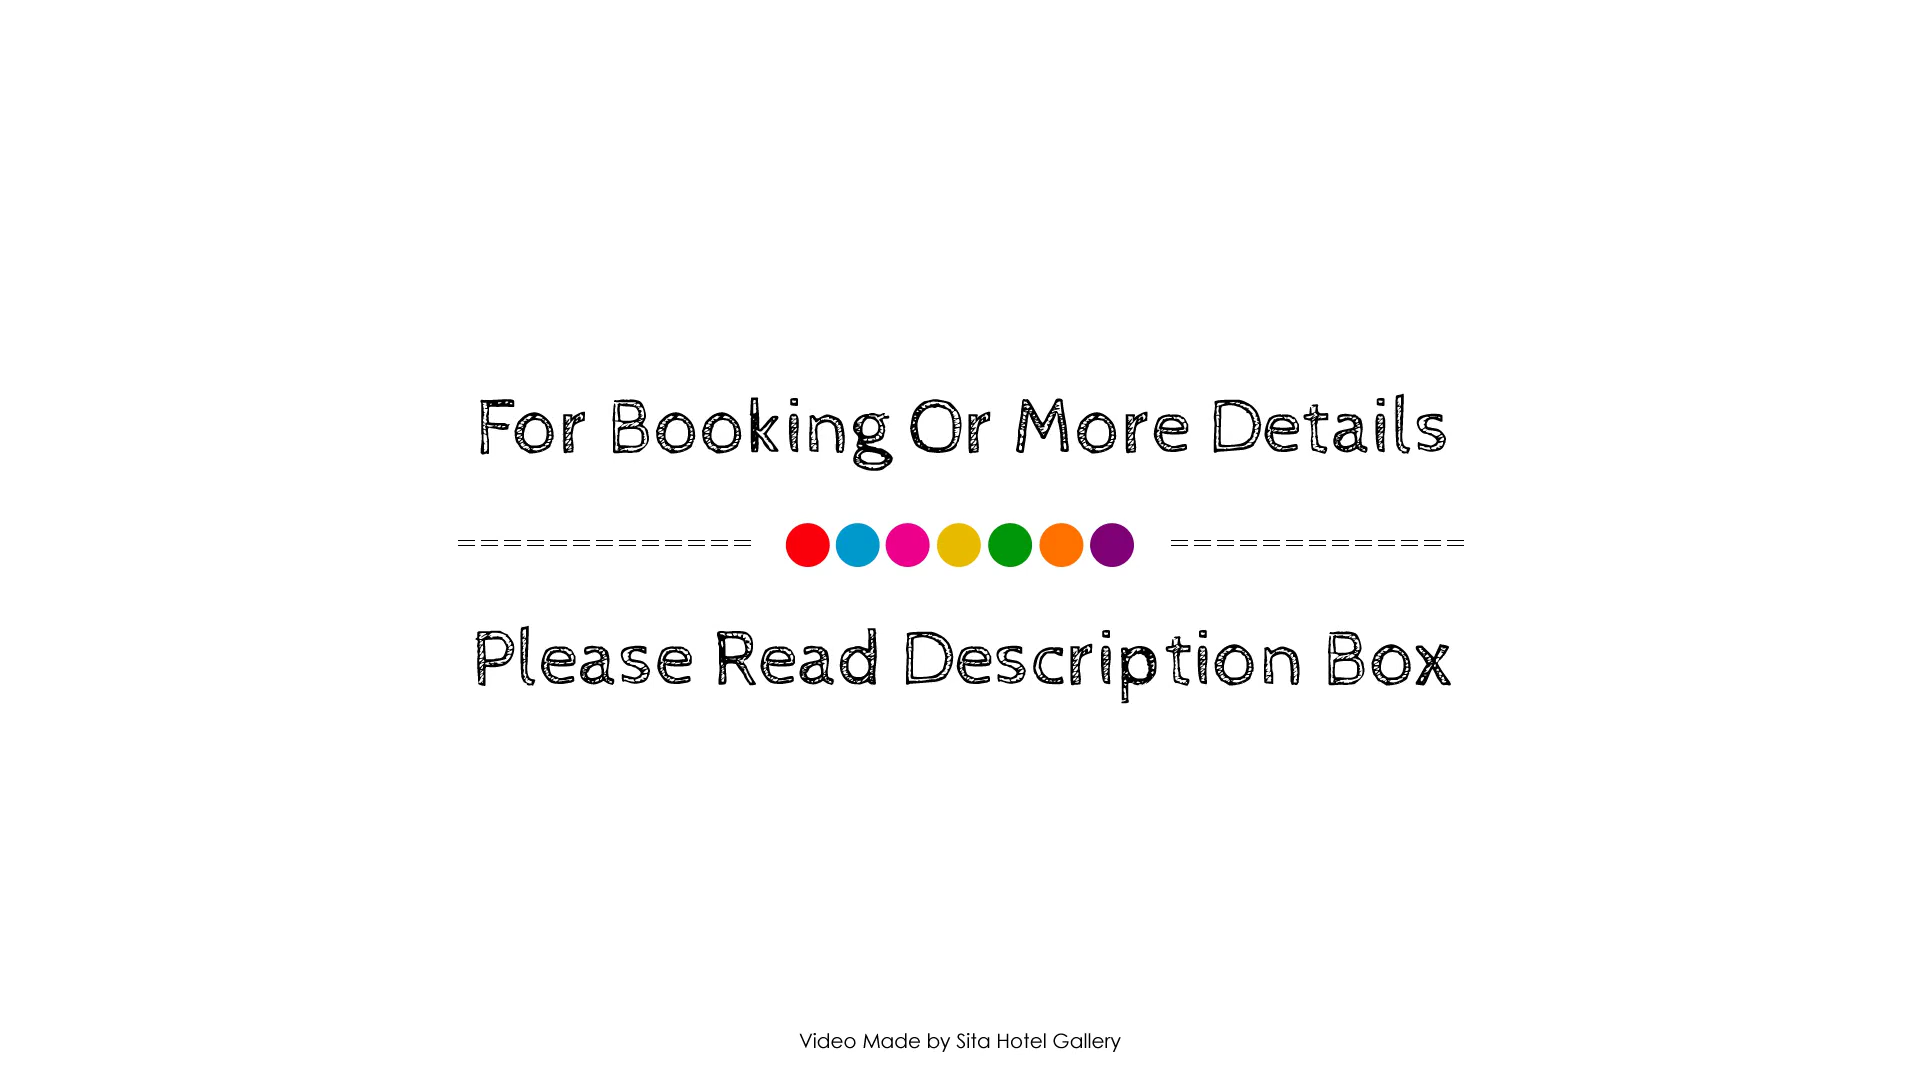 For Booking Or More Details
============= =============
Please Read Description Box
Video Made by Sita Hotel Gallery